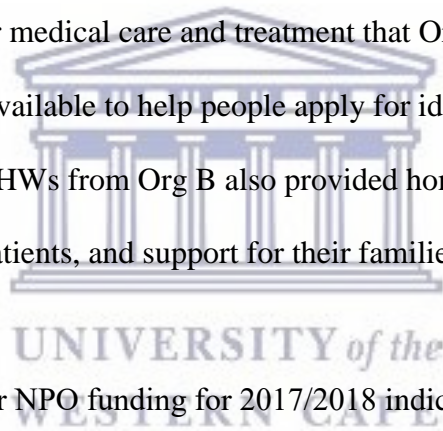 r medical care and treatment that O
vailable to help people apply for id
HWs from Org B also provided hor
atients, and support for their familie
UNIVERSITY of the
r NPO funding for 2017/2018 indic
WESTERN CAPE